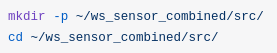 mkdir -p ~/ws_sensor_combined/src/
cd ~/ws_sensor_combined/src/